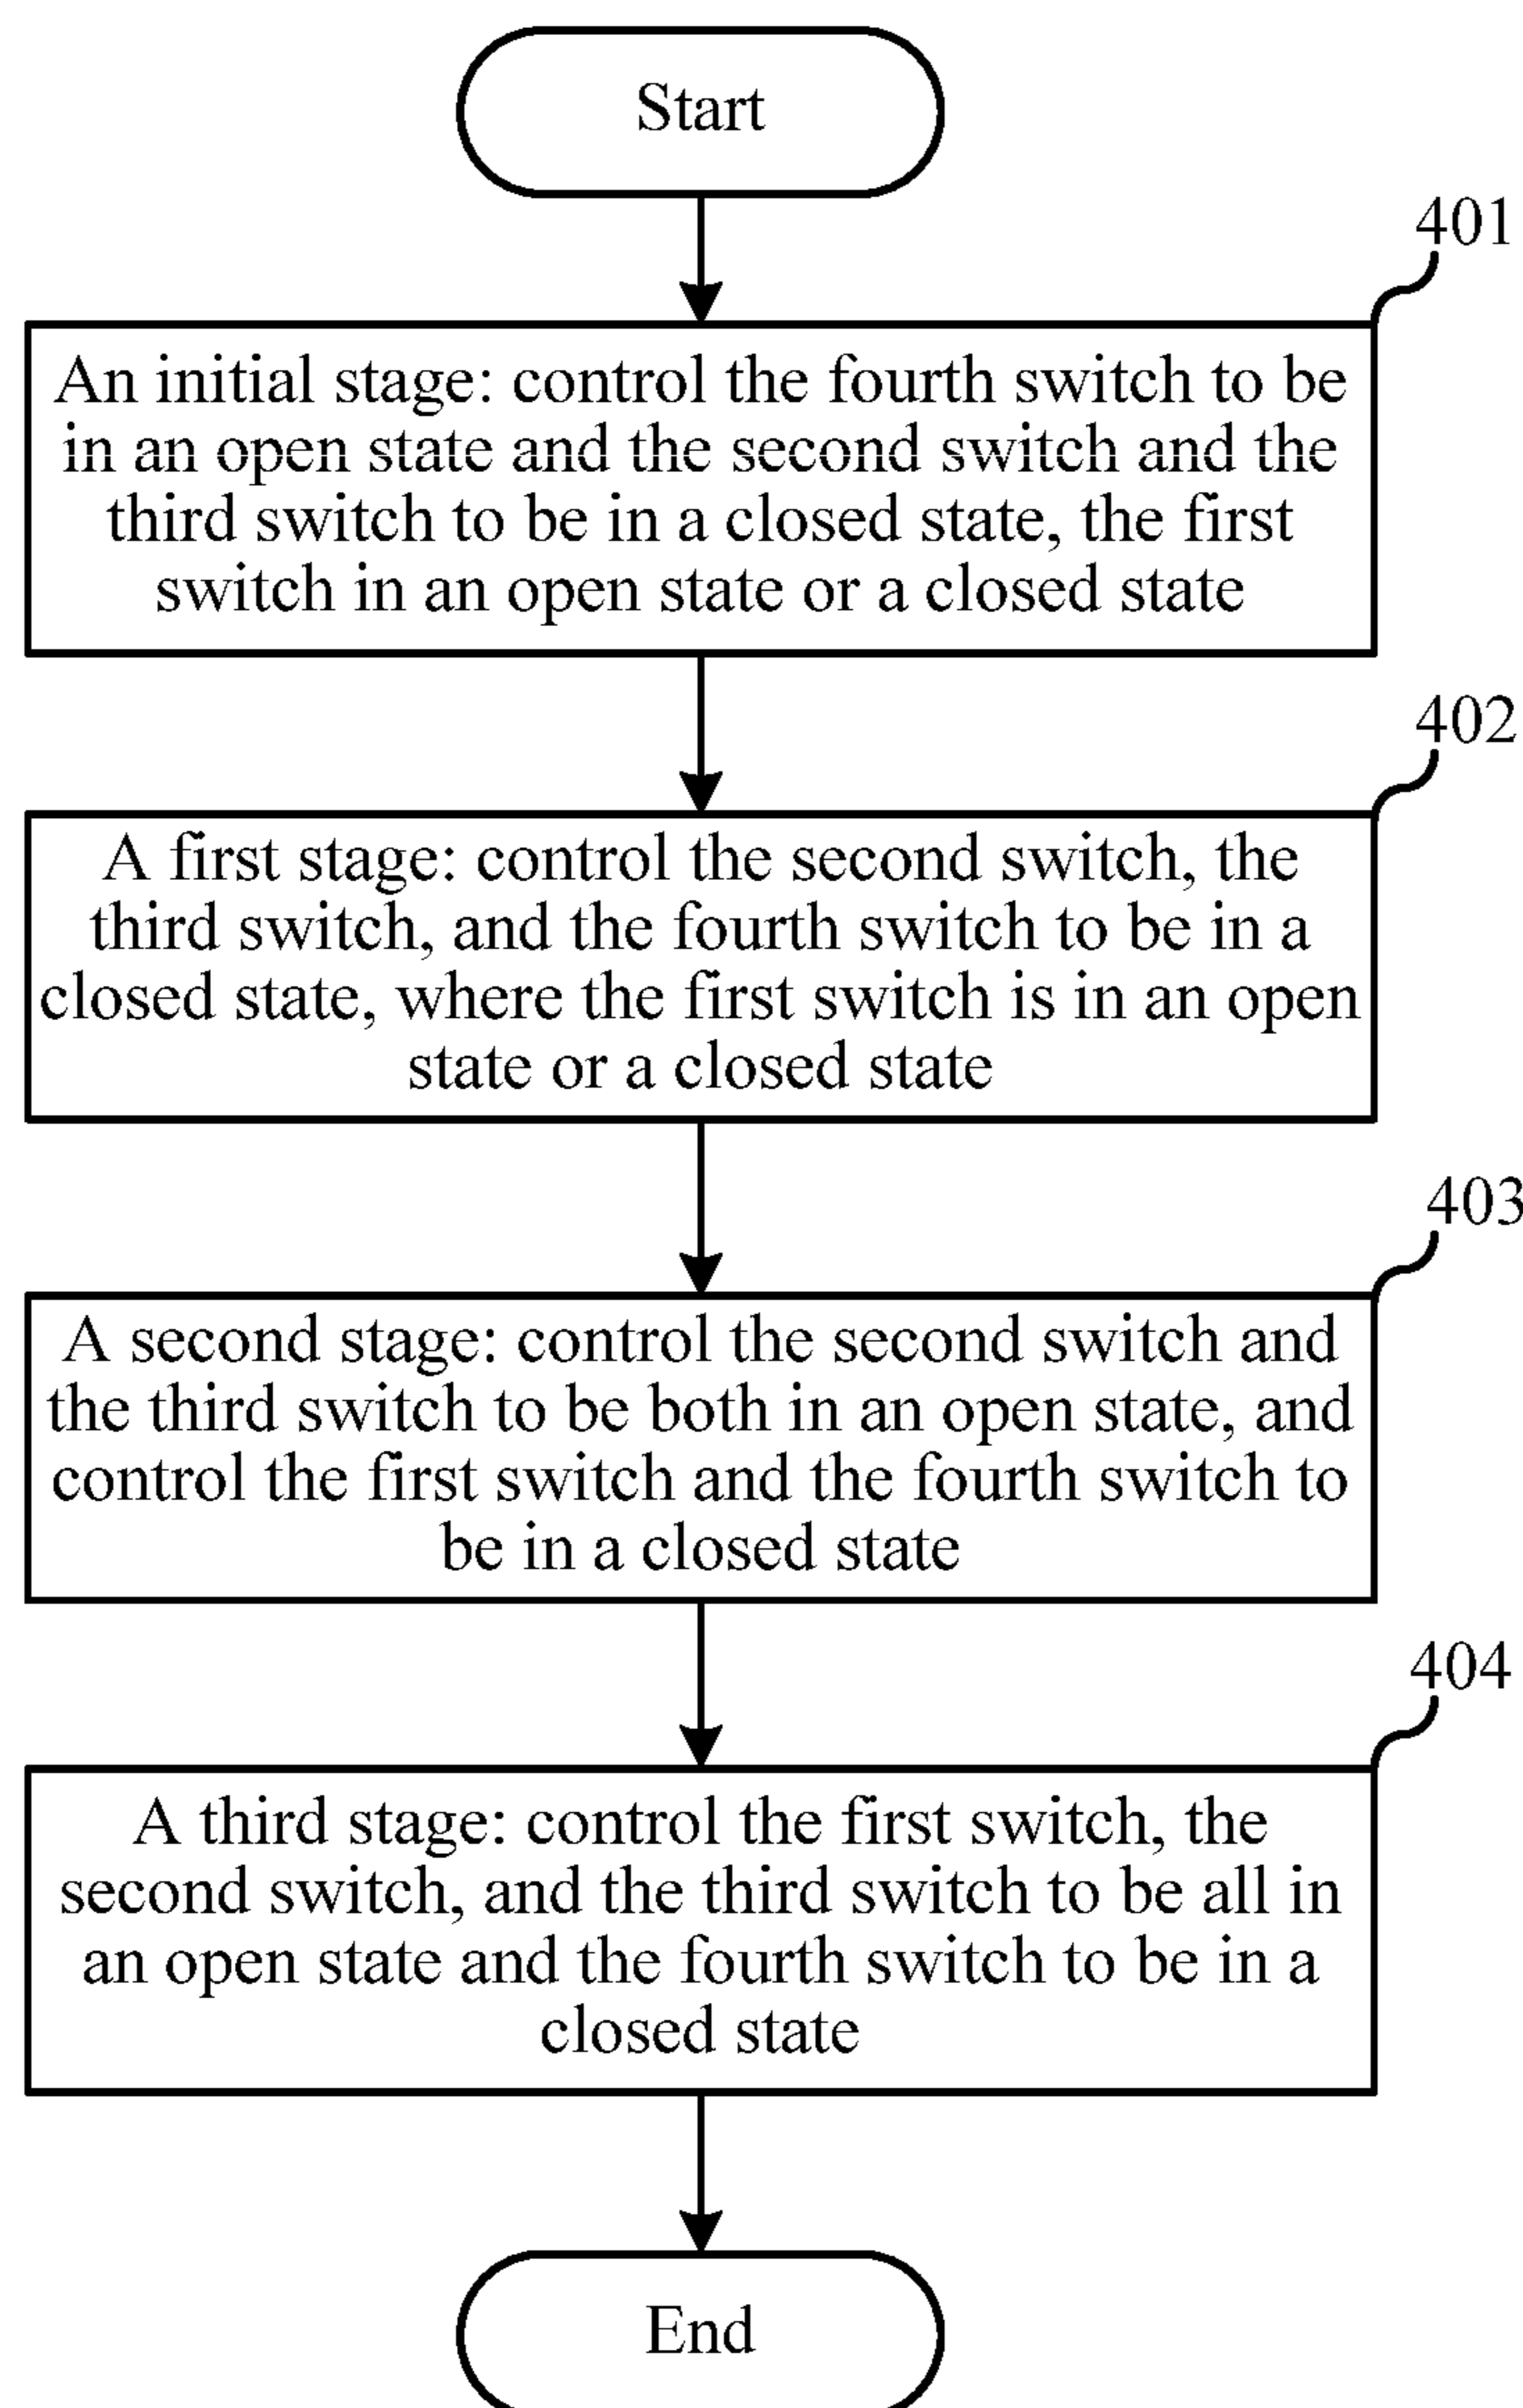 Start
401
An initial stage: control the fourth switch to be
in an open state and the second switch and the
third switch to be in a closed state, the first
switch in an open state or a closed state
402
A first stage: control the second switch, the
third switch, and the fourth switch to be in a
closed state, where the first switch is in an open
state or a closed state
403
A second stage: control the second switch and
the third switch to be both in an open state, and
control the first switch and the fourth switch to
be in a closed state
404
A third stage: control the first switch, the
second switch, and the third switch to be all in
an open state and the fourth switch to be in a
closed state
End